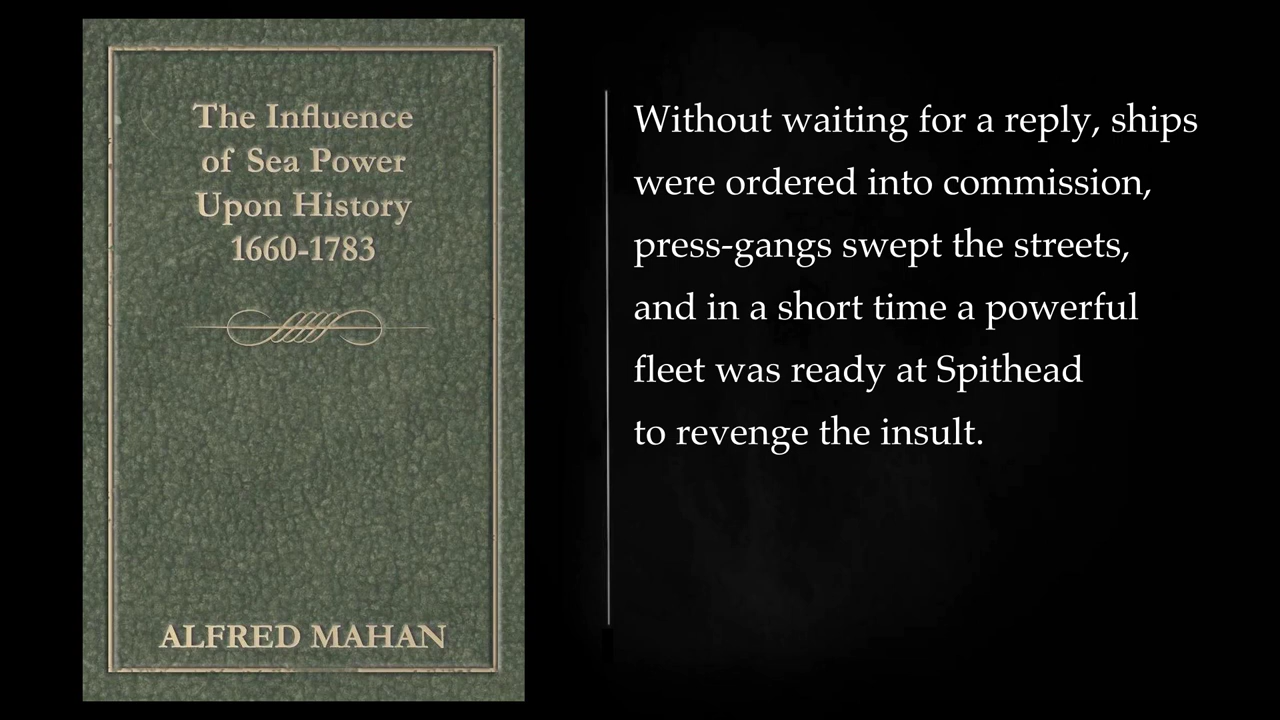 The Influence
of Sea Power
Upon History
1660-1783
ALFRED MAHAN
Without waiting for a reply, ships
were ordered into commission,
press-gangs swept the streets,
and in a short time a powerful
fleet was ready at Spithead
to revenge the insult.